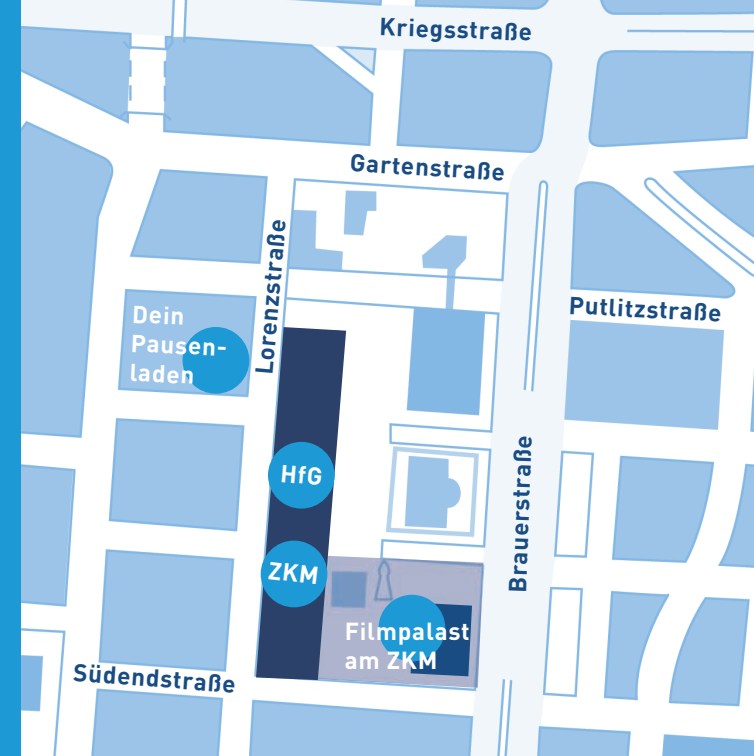 Kriegsstraße
Gartenstraße
Lorenzstraße
Putlitzstraße
Dein
Pausen-
laden
HfG
Brauerstraße
ZKM
Filmpalast
am ZKM
Südendstraße